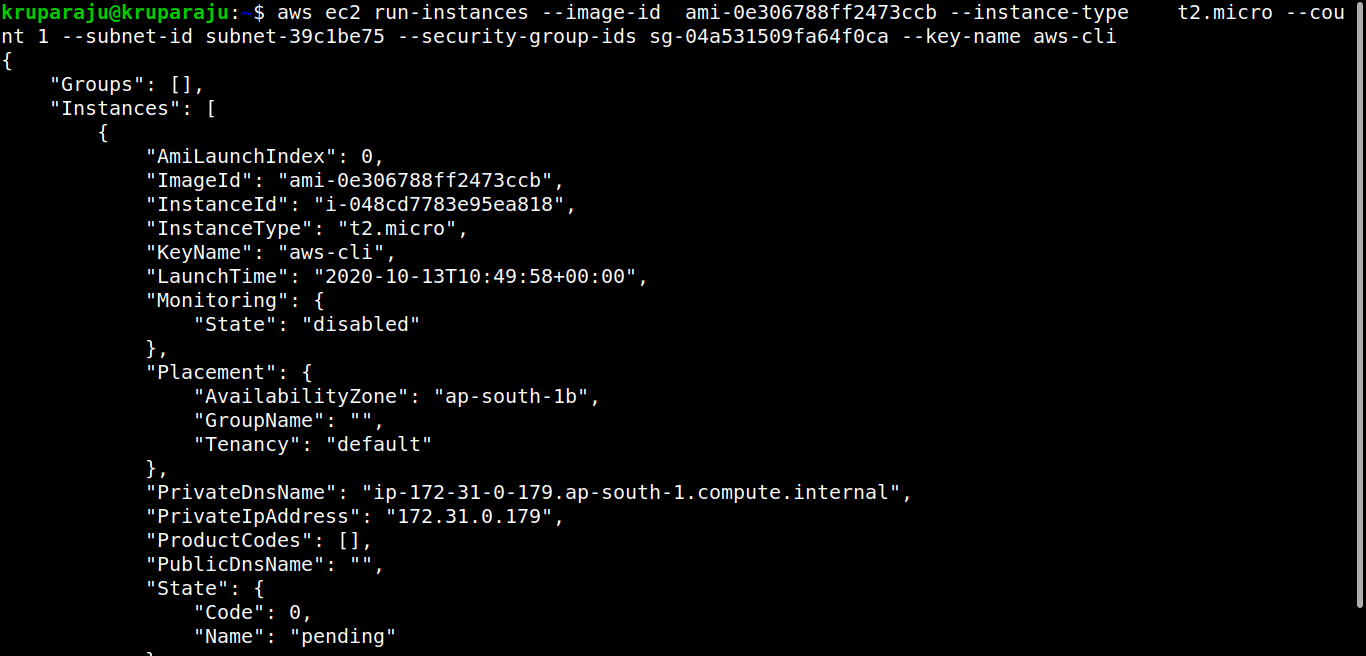 kruparaju@kruparaju:~$ aws ec2 run-instances --image-id  ami-0e306788ff2473ccb --instance-type    t2.micro --cou
nt 1 --subnet-id subnet-39c1be75 --security-group-ids sg-04a531509fa64f0ca --key-name aws-cli
{
    "Groups": [],
    "Instances": [
        {
            "AmiLaunchIndex": 0,
            "ImageId": "ami-0e306788ff2473ccb",
            "InstanceId": "i-048cd7783e95ea818",
            "InstanceType": "t2.micro",
            "KeyName": "aws-cli",
            "LaunchTime": "2020-10-13T10:49:58+00:00",
            "Monitoring": {
                "State": "disabled"
            },
            "Placement": {
                "AvailabilityZone": "ap-south-1b",
                "GroupName": "",
                "Tenancy": "default"
            },
            "PrivateDnsName": "ip-172-31-0-179.ap-south-1.compute.internal",
            "PrivateIpAddress": "172.31.0.179",
            "ProductCodes": [],
            "PublicDnsName": "",
            "State": {
                "Code": 0,
                "Name": "pending"